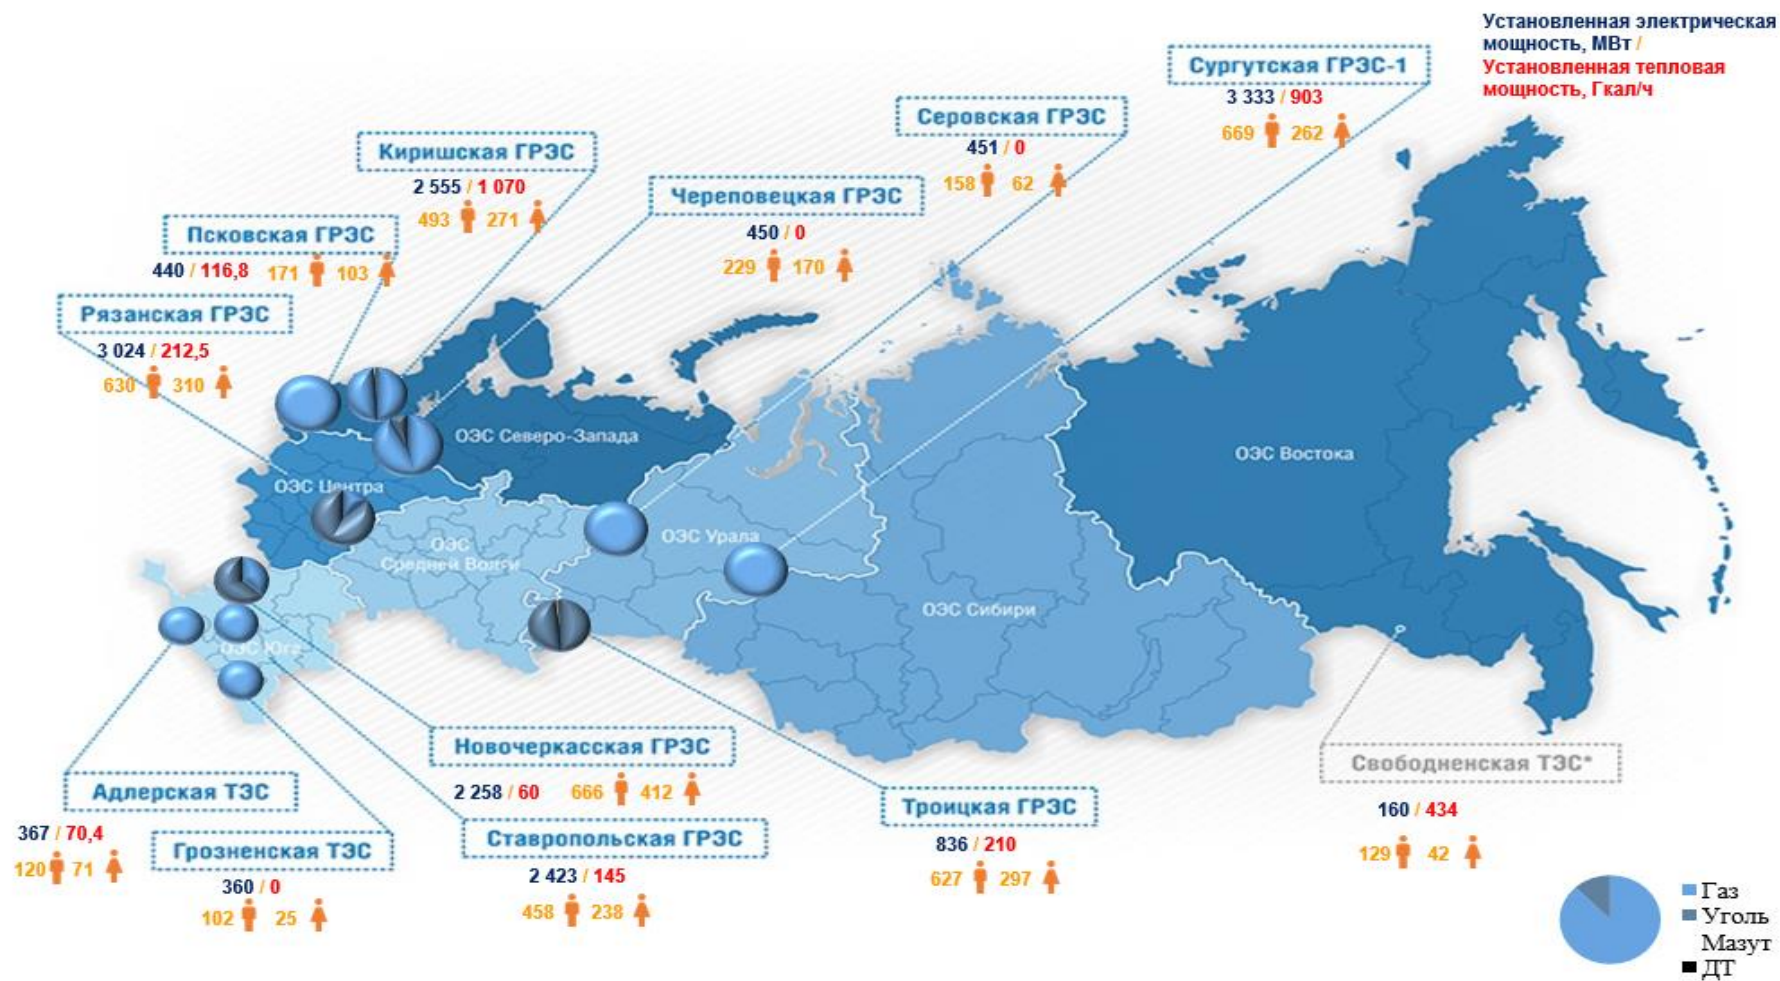 Установленная электрическая
мощность, МВт /
Установленная тепловая
мощность, Гкал/ч
Сургутская ГРЭС-1
3 333 / 903
669 262
Серовская ГРЭС
451 / 0
158 62
Киришская ГРЭС
2 555 / 1 070
493 271
Череповецкая ГРЭС
450 / 0
229 170
Псковская ГРЭС
440 / 116,8 171 103
Рязанская ГРЭС
3 024 / 212,5
630 310
ОЭС Северо-Запада
ОЭС Востока
ОЭС Центра
ОЭС Урала
ОЭС
Средней Волги
ОЭС Сибири
ОЭС Юга
Новочеркасская ГРЭС
2 258 / 60 666 412
Свободненская ТЭС*
160 / 434
129 42
Адлерская ТЭС
367 / 70,4
120 71
Троицкая ГРЭС
836 / 210
627 297
Ставропольская ГРЭС
2 423 / 145
458 238
Грозненская ТЭС
360 / 0
102 25
Газ
Уголь
Мазут
ДТ